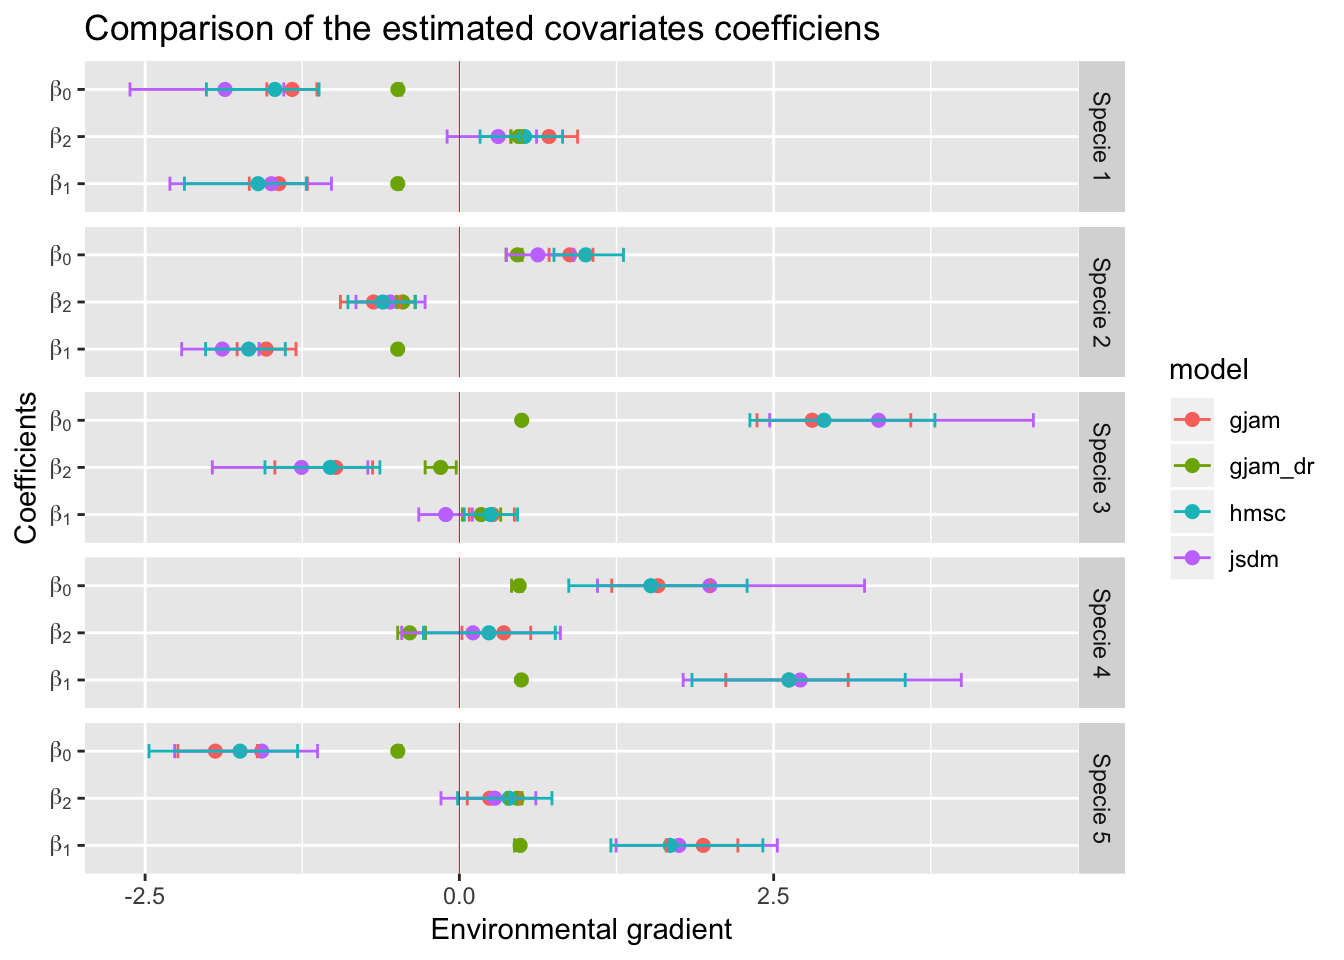 Comparison of the estimated covariates coefficiens
β0
β2
β1
Specie 1
β0
β2
β1
Specie 2
β0
β2
β1
Specie 3
β0
β2
β1
Specie 4
β0
β2
β1
Specie 5
Coefficients
-2.5
0.0
2.5
Environmental gradient
model
gjam
gjam_dr
hmsc
jsdm